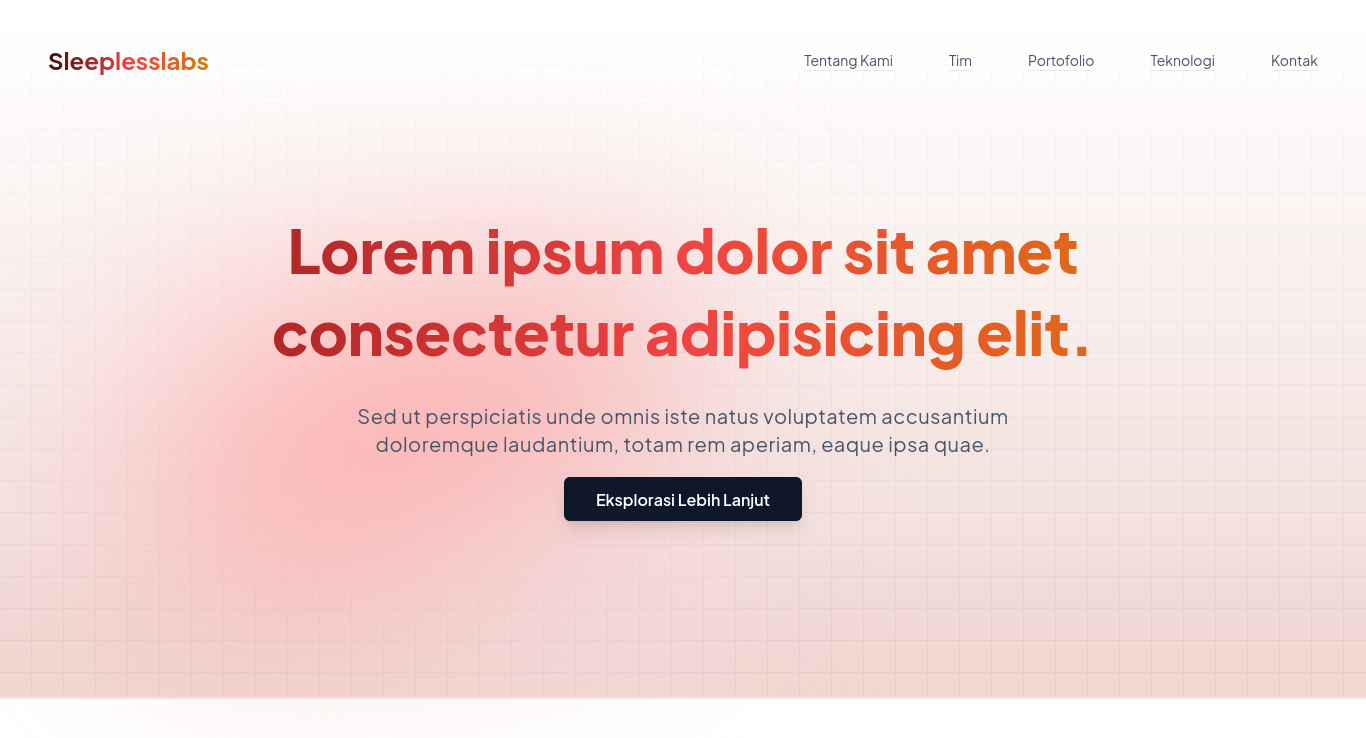 Sleeplesslabs
Tentang Kami
Tim
Portofolio
Teknologi
Kontak
Lorem ipsum dolor sit amet
consectetur adipisicing elit.
Sed ut perspiciatis unde omnis iste natus voluptatem accusantium
doloremque laudantium, totam rem aperiam, eaque ipsa quae.
Eksplorasi Lebih Lanjut